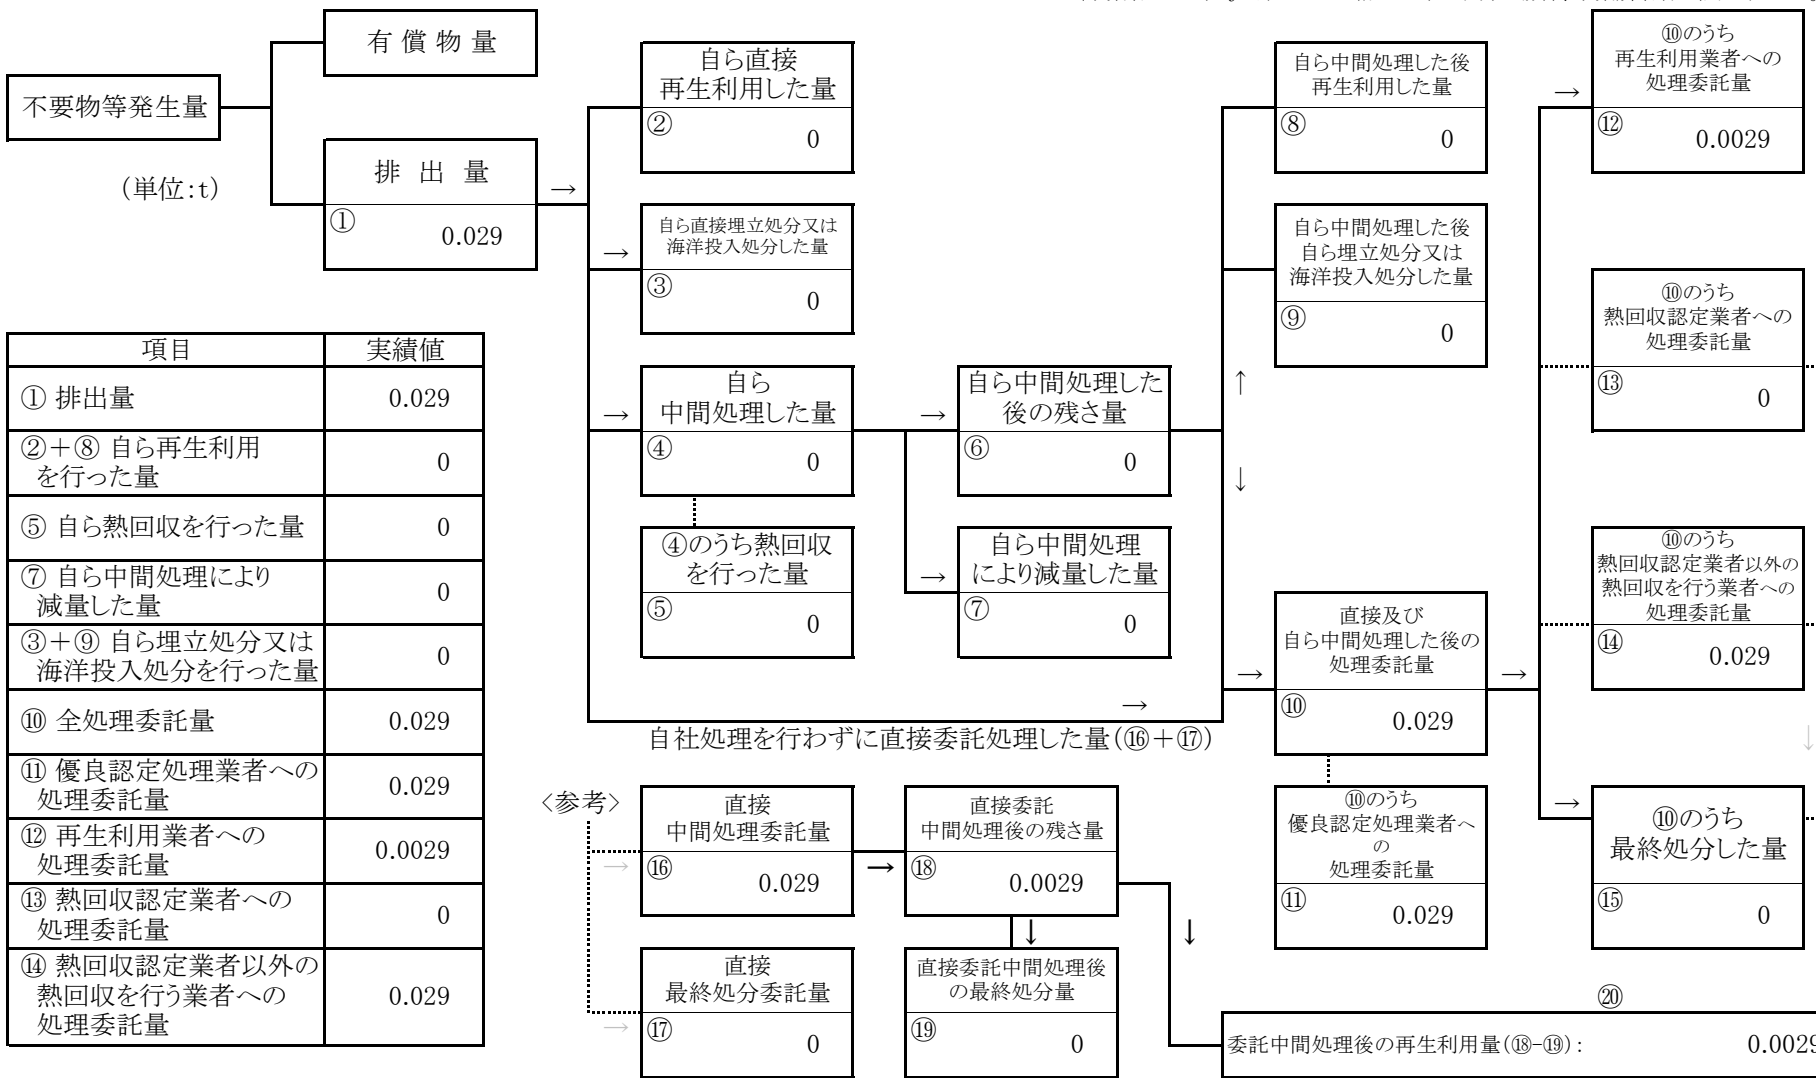 有 償 物 量
不要物等発生量
(単位:t)
排 出 量
①
0.029
→
自ら直接
再生利用した量
②
0
→
自ら直接埋立処分又は
海洋投入処分した量
③
0
→
自ら
中間処理した量
④
0
④のうち熱回収
を行った量
⑤
0
→
自ら中間処理した
後の残さ量
⑥
0
→
自ら中間処理
により減量した量
⑦
0
↑
↓
自ら中間処理した後
再生利用した量
⑧
0
自ら中間処理した後
自ら埋立処分又は
海洋投入処分した量
⑨
0
→
自社処理を行わずに直接委託処理した量(⑯+⑰)
→
直接及び
自ら中間処理した後の
処理委託量
⑩
0.029
→
⑩のうち
優良認定処理業者へ
の
処理委託量
⑪
0.029
→
⑩のうち
再生利用業者への
処理委託量
⑫
0.0029
⑩のうち
熱回収認定業者への
処理委託量
⑬
0
⑩のうち
熱回収認定業者以外の
熱回収を行う業者への
処理委託量
⑭
0.029
↓
→
⑩のうち
最終処分した量
⑮
0
項目 実績値
① 排出量 0.029
②+⑧ 自ら再生利用
を行った量 0
⑤ 自ら熱回収を行った量 0
⑦ 自ら中間処理により
減量した量 0
③+⑨ 自ら埋立処分又は
海洋投入処分を行った量 0
⑩ 全処理委託量 0.029
⑪ 優良認定処理業者への
処理委託量 0.029
⑫ 再生利用業者への
処理委託量 0.0029
⑬ 熱回収認定業者への
処理委託量 0
⑭ 熱回収認定業者以外の
熱回収を行う業者への
処理委託量 0.029
〈参考〉
→
直接
中間処理委託量
⑯
0.029
→
直接委託
中間処理後の残さ量
⑱
0.0029
↓
↓
→
直接
最終処分委託量
⑰
0
直接委託中間処理後
の最終処分量
⑲
0
⑳
委託中間処理後の再生利用量(⑱-⑲): 0.0029